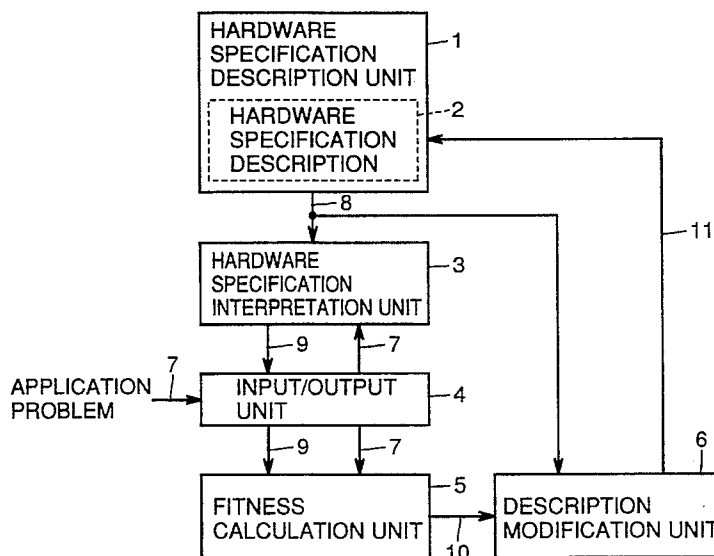 HARDWARE
SPECIFICATION
DESCRIPTION UNIT
1
HARDWARE
SPECIFICATION
DESCRIPTION
2
8
11
HARDWARE
SPECIFICATION
INTERPRETATION UNIT
3
9
7
APPLICATION
PROBLEM
7
INPUT/OUTPUT
UNIT
4
9
7
FITNESS
CALCULATION UNIT
5
10
DESCRIPTION
MODIFICATION UNIT
6